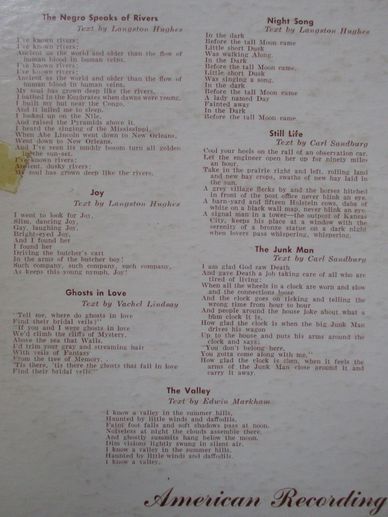 The Negro Speaks of Rivers
Text by Langston Hughes
I've known rivers;
I've known rivers;
Ancient as the world and older than the flow of
human blood in human veins.
I've known rivers;
I've known rivers;
Ancient as the world and older than the flow of
human blood in human veins.
My soul has grown deep like the rivers.
I bathed in the Euphrates when dawns were young,
I built my hut near the Congo,
And it lulled me to sleep.
I looked up on the Nile,
And raised the Pyramids above it.
I heard the singing of the Mississippi,
When Abe Lincoln went down to New Orleans,
Went down to New Orleans.
And I've seen its muddy bosom turn all golden
in the sun-set.
I've known rivers;
Ancient, dusky rivers;
My soul has grown deep like the rivers.
Joy
Text by Langston Hughes
I went to look for Joy,
Slim, dancing Joy,
Gay, laughing Joy,
Bright-eyed Joy,
And I found her
I found her
Driving the butcher's cart
In the arms of the butcher boy!
Such company, such company,
As keeps this young nymph, Joy!
Ghosts in Love
Text by Vachel Lindsay
"Tell me, where do ghosts in love
Find their bridal veils?"
"If you and I were ghosts in love
We'd climb the cliffs of Mystery,
Above the sea that Wails.
I'd trim your gray and streaming hair
With veils of Fantasy
From the tree of Memory.
'Tis there, 'tis there the ghosts that fall in love
Find their bridal veils"
Night Song
Text by Langston Hughes
In the dark
Before the tall Moon came
Little short Dusk
Was walking Along.
In the Dark
Before the tall Moon came,
Little short Dusk
Was singing a song.
In the dark
Before the tall Moon came
A lady named Day
Fainted away
In the Dark
Before the tall Moon came.
Still Life
Text by Carl Sandburg
Cool your heels on the rail of an observation car.
Let the engineer open her up for ninely miles
an hour.
Take in the prairie right and left, rolling land
and new hay crops, swaths of new hay laid in
the sun.
A grey village flecks by and the horses hitched
in front of the post office never blink an eye.
A barn-yard and fifteen Holstein cows, dabs of
white on a black wall map, never blink an eye.
A signal man in a tower—the outpost of Kansas
City, keeps his place at a window with the
serenity of a bronze statue on a dark night
when lovers pass whispering, whispering.
The Junk Man
Text by Carl Sandburg
I am glad God saw Death
And gave Death a job taking care of all who are
tired of living;
When all the wheels in a clock are worn and slow
and the connections loose
And the clock goes on ticking and telling the
wrong time from hour to hour
And people around the house joke about what a
bum clock it is,
How glad the clock is when the big Junk Man
drives his wagon
Up to the house and puts his arms around the
clock and says;
"You don't belong here,
You gotta come along with me."
How glad the clock is then, when it feels the
arms of the Junk Man close around it and
carry it away.
The Valley
Text by Edwin Markham
I know a valley in the summer hills,
Haunted by little winds and daffodils.
Faint foot falls and soft shadows pass at noon.
Noiseless at night the clouds assemble there.
And ghostly summits hang below the moon.
Dim visions lightly swung in silent air.
I know a valley in the summer hills,
Haunted by little winds and daffodils.
I know a valley.
American Recording